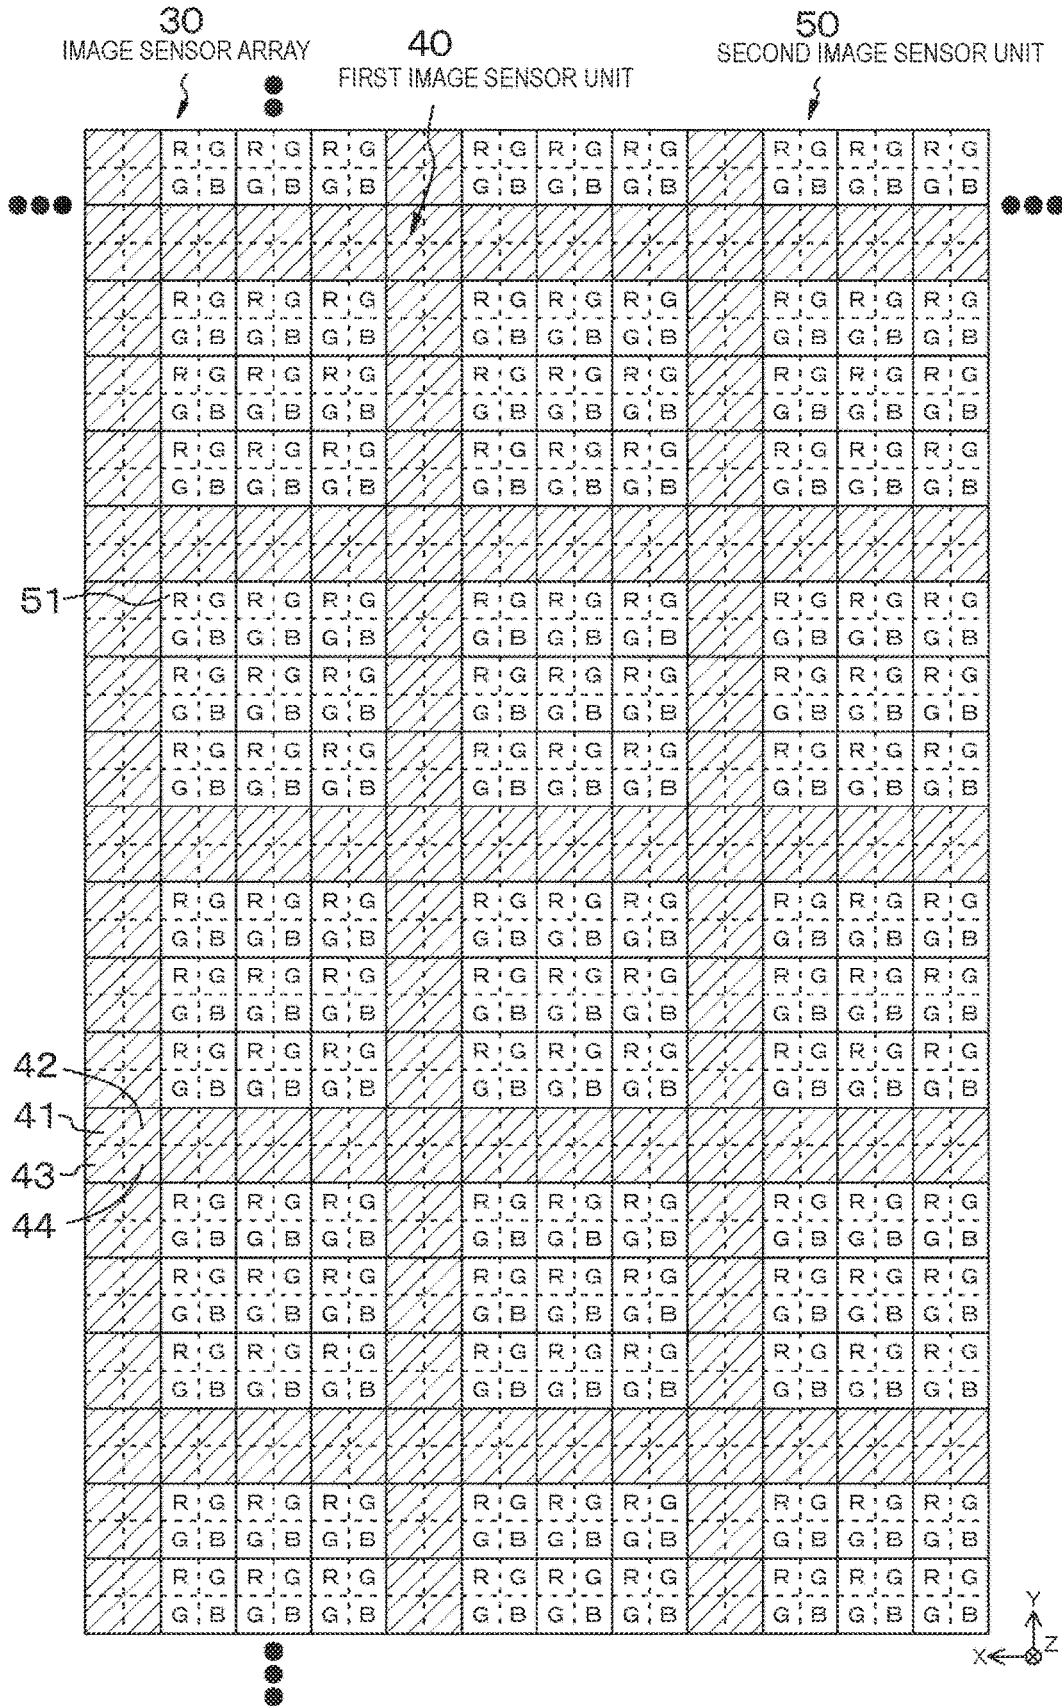 30
IMAGE SENSOR ARRAY
40
FIRST IMAGE SENSOR UNIT
50
SECOND IMAGE SENSOR UNIT
R G R G R G R G R G R G R G R G R G
G B G B G B G B G B G B G B G B G B
R G R G R G R G R G R G R G R G R G
G B G B G B G B G B G B G B G B G B
R G R G R G R G R G R G R G R G R G
G B G B G B G B G B G B G B G B G B
R G R G R G R G R G R G R G R G R G
G B G B G B G B G B G B G B G B G B
51 R G R G R G R G R G R G R G R G R G
G B G B G B G B G B G B G B G B G B
R G R G R G R G R G R G R G R G R G
G B G B G B G B G B G B G B G B G B
R G R G R G R G R G R G R G R G R G
G B G B G B G B G B G B G B G B G B
R G R G R G R G R G R G R G R G R G
G B G B G B G B G B G B G B G B G B
R G R G R G R G R G R G R G R G R G
G B G B G B G B G B G B G B G B G B
R G R G R G R G R G R G R G R G R G
G B G B G B G B G B G B G B G B G B
42
41
43
44
R G R G R G R G R G R G R G R G R G
G B G B G B G B G B G B G B G B G B
R G R G R G R G R G R G R G R G R G
G B G B G B G B G B G B G B G B G B
R G R G R G R G R G R G R G R G R G
G B G B G B G B G B G B G B G B G B
R G R G R G R G R G R G R G R G R G
G B G B G B G B G B G B G B G B G B
R G R G R G R G R G R G R G R G R G
G B G B G B G B G B G B G B G B G B
Y
Z
X